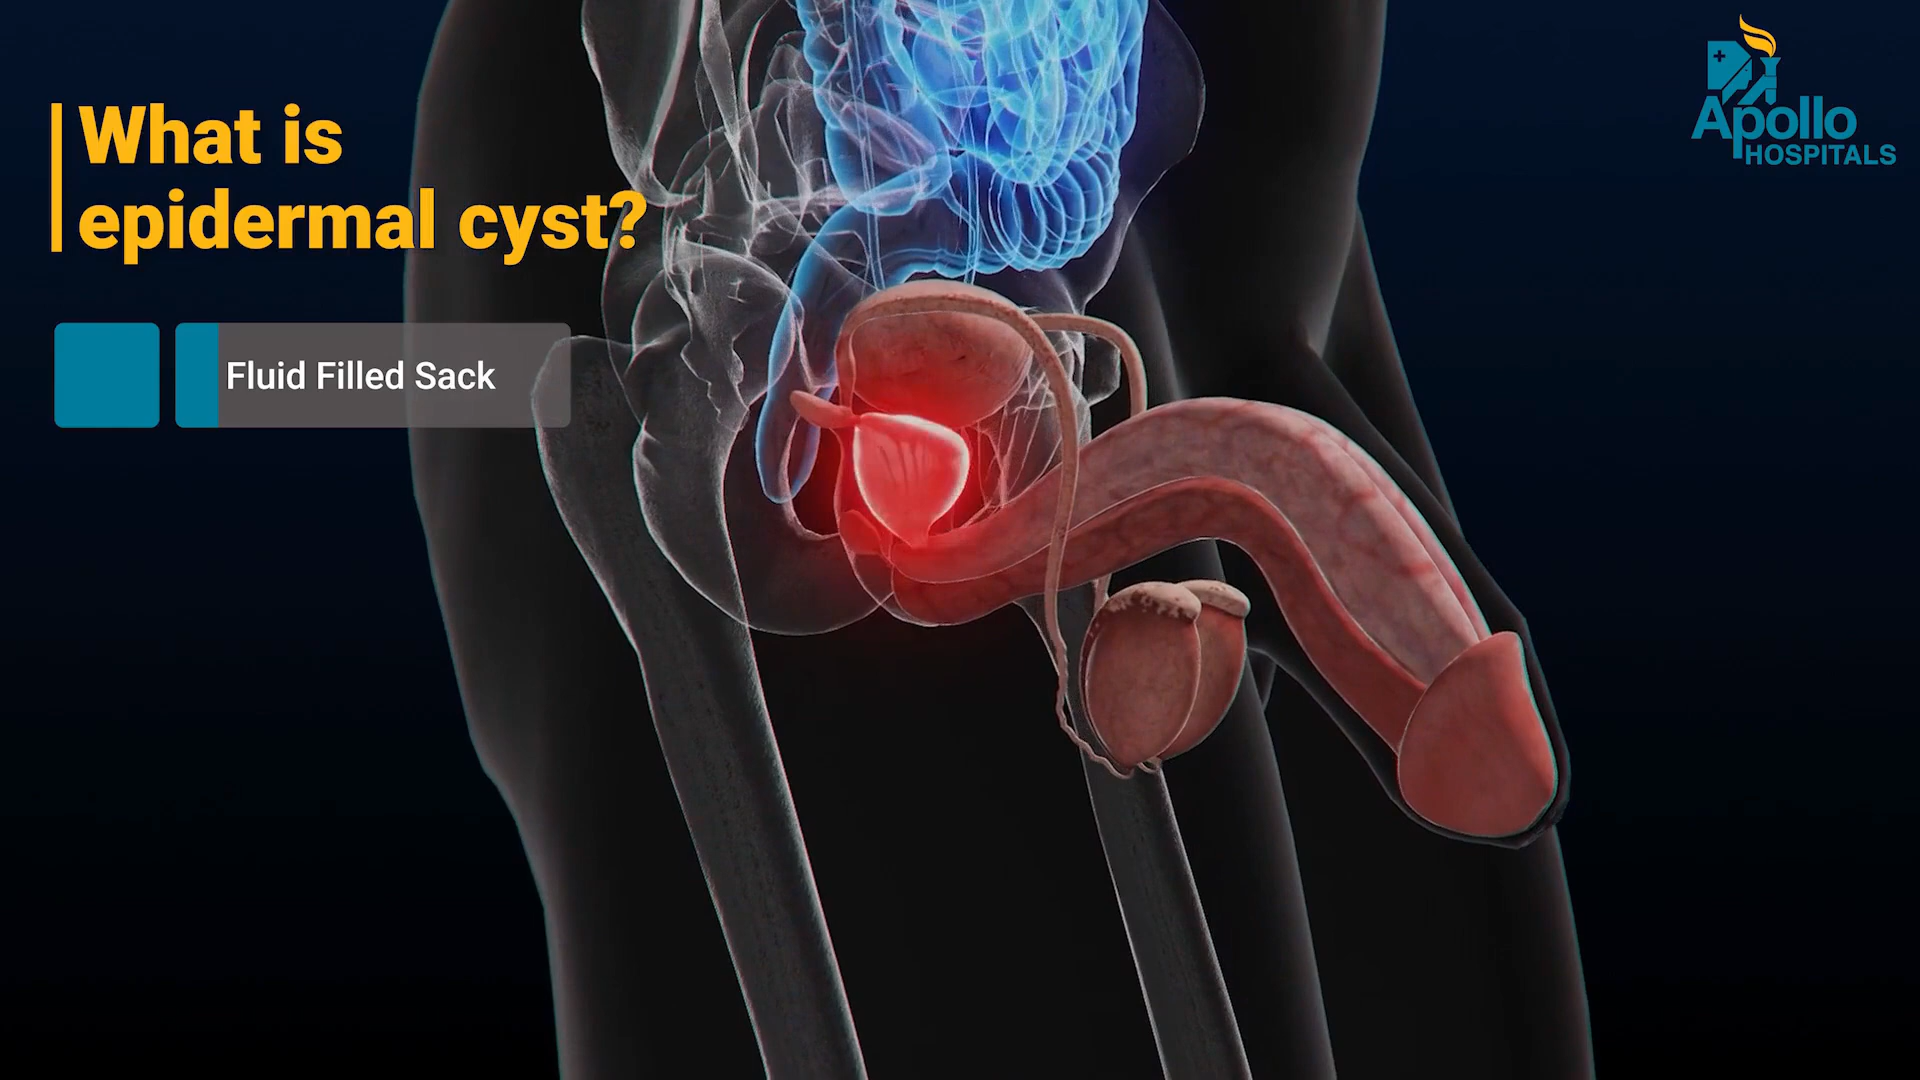 What is
epidermal cyst?
Fluid Filled Sack
Apollo
HOSPITALS